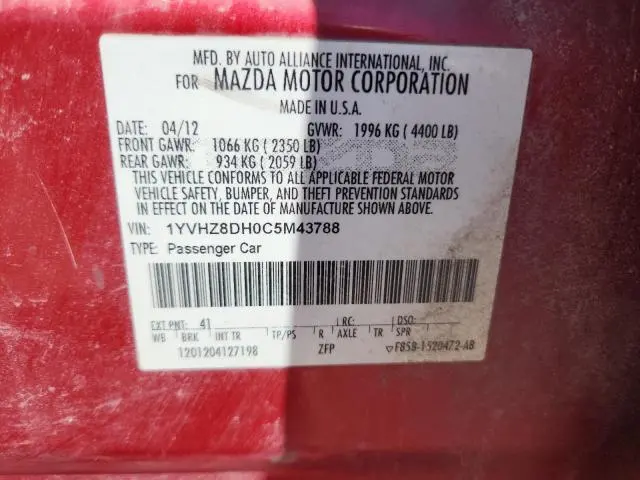 MFD. BY AUTO ALLIANCE INTERNATIONAL, INC.
FOR MAZDA MOTOR CORPORATION
MADE IN U.S.A.
DATE: 04/12 GVWR: 1996 KG ( 4400 LB)
FRONT GAWR: 1066 KG ( 2350 LB)
REAR GAWR: 934 KG ( 2059 LB)
THIS VEHICLE CONFORMS TO ALL APPLICABLE FEDERAL MOTOR
VEHICLE SAFETY, BUMPER, AND THEFT PREVENTION STANDARDS
IN EFFECT ON THE DATE OF MANUFACTURE SHOWN ABOVE.
VIN: 1YVHZ8DH0C5M43788
TYPE: Passenger Car
EXT PNT: 41 RC: DSO:
WB BRK INT TR TP/PS R AXLE TR SPR
1201204127198 ZFP F858-1520472-AB